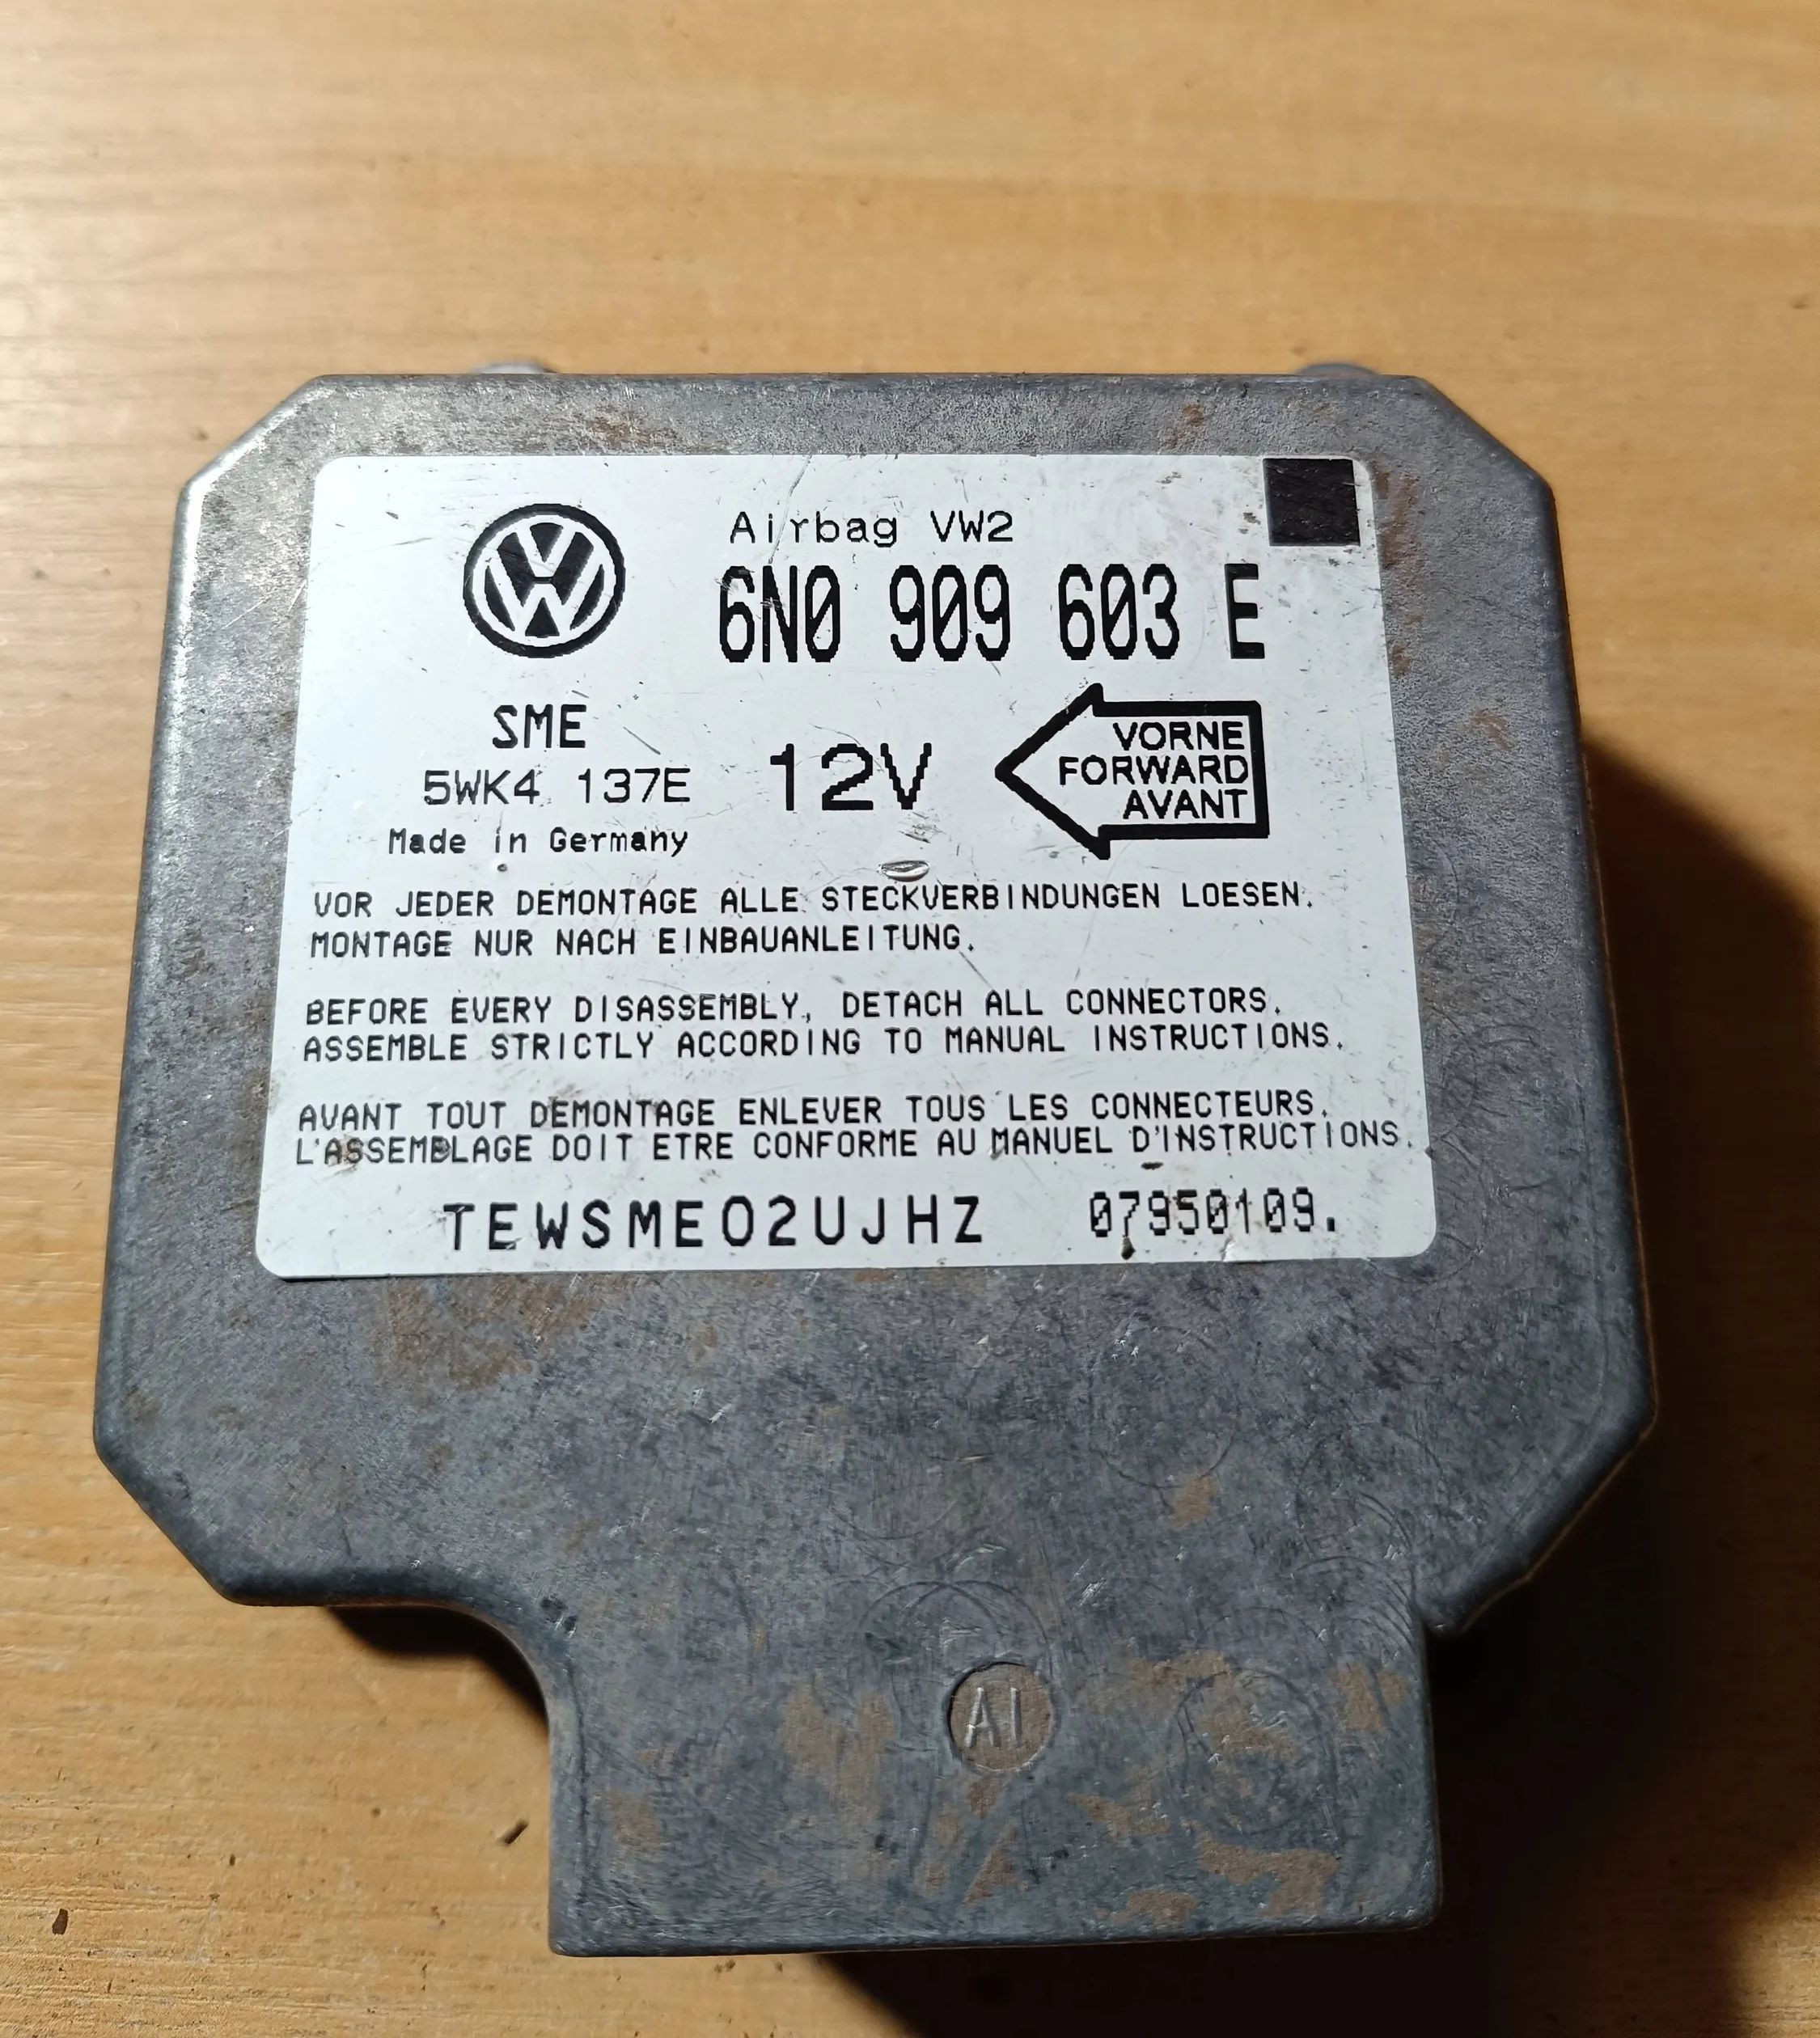 Airbag VW2
6N0 909 603 E
SME
5WK4 137E
Made in Germany
12V
VORNE
FORWARD
AVANT
VOR JEDER DEMONTAGE ALLE STECKVERBINDUNGEN LOESEN.
MONTAGE NUR NACH EINBAUANLEITUNG.
BEFORE EVERY DISASSEMBLY, DETACH ALL CONNECTORS.
ASSEMBLE STRICTLY ACCORDING TO MANUAL INSTRUCTIONS.
AVANT TOUT DEMONTAGE ENLEVER TOUS LES CONNECTEURS.
L'ASSEMBLAGE DOIT ETRE CONFORME AU MANUEL D'INSTRUCTIONS.
TEWSME02UJHZ 07950109.